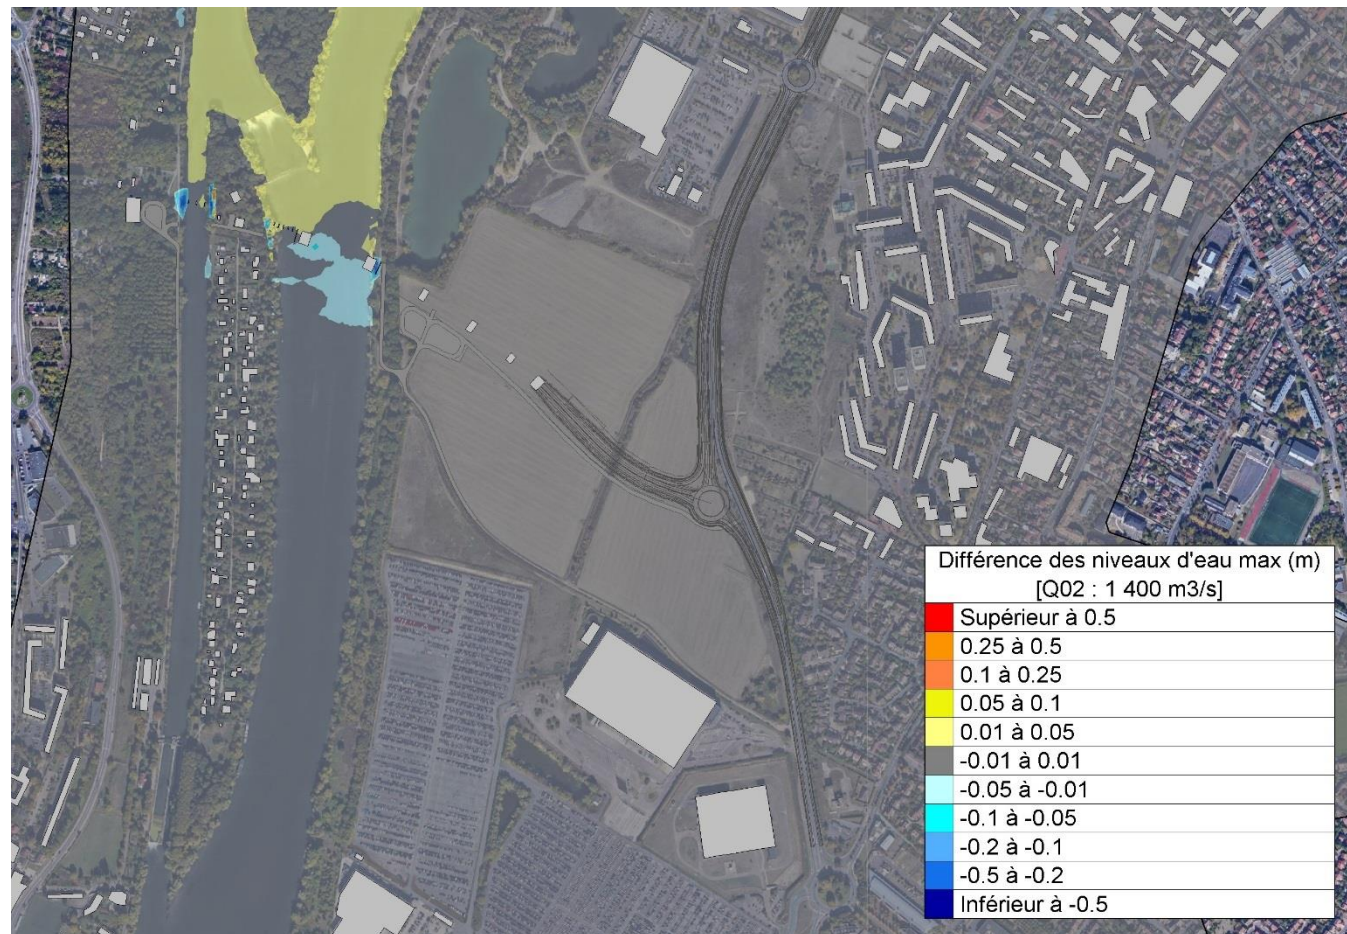 Différence des niveaux d'eau max (m)
[Q02 : 1 400 m3/s]
Supérieur à 0.5
0.25 à 0.5
0.1 à 0.25
0.05 à 0.1
0.01 à 0.05
-0.01 à 0.01
-0.05 à -0.01
-0.1 à -0.05
-0.2 à -0.1
-0.5 à -0.2
Inférieur à -0.5